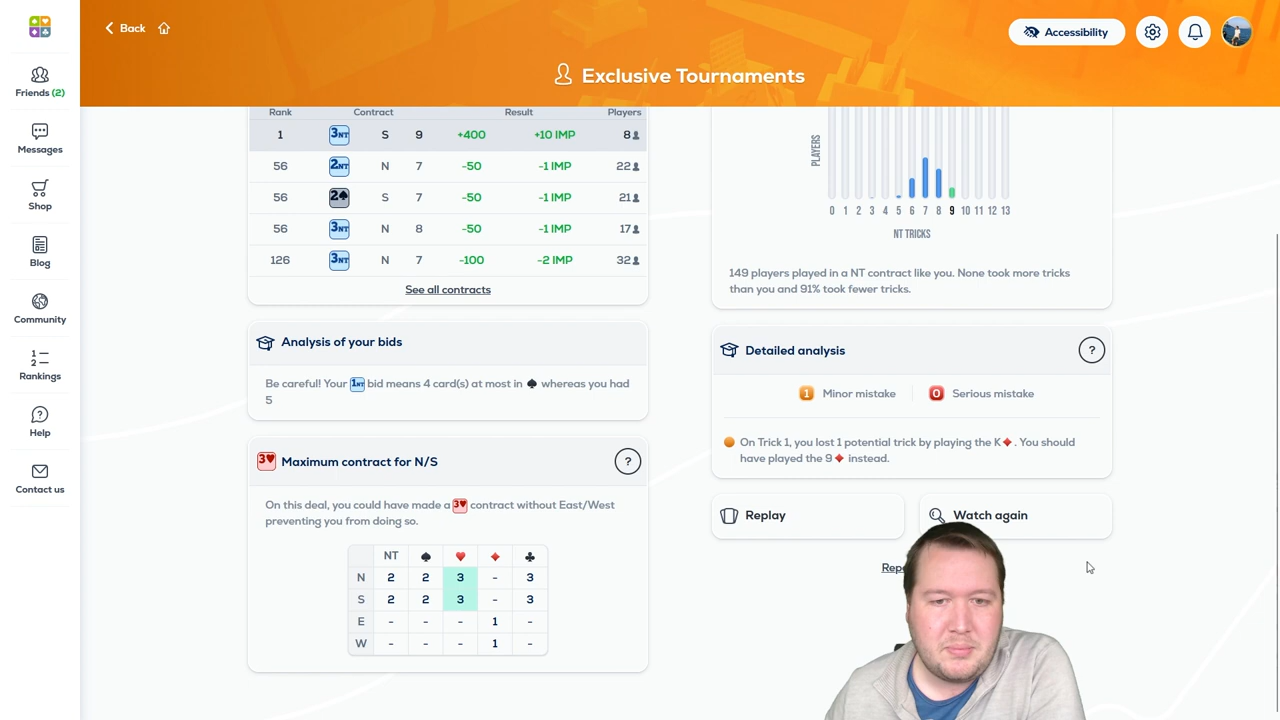 Back
Accessibility
Exclusive Tournaments
Friends (2)
Messages
Shop
Blog
Community
Rankings
Help
Contact us
Rank Contract Result Players
1 3NT S 9 +400 +10 IMP 8
56 2NT N 7 -50 -1 IMP 22
56 2♠ S 7 -50 -1 IMP 21
56 3NT N 8 -50 -1 IMP 17
126 3NT N 7 -100 -2 IMP 32
See all contracts
Analysis of your bids
Be careful! Your 1NT bid means 4 card(s) at most in ♠ whereas you had
5
3♥ Maximum contract for N/S ?
On this deal, you could have made a 3♥ contract without East/West
preventing you from doing so.
NT ♠ ♥ ♦ ♣
N 2 2 3 - 3
S 2 2 3 - 3
E - - - 1 -
W - - - 1 -
PLAYERS
0 1 2 3 4 5 6 7 8 9 10 11 12 13
NT TRICKS
149 players played in a NT contract like you. None took more tricks
than you and 91% took fewer tricks.
Detailed analysis ?
1 Minor mistake 0 Serious mistake
On Trick 1, you lost 1 potential trick by playing the K♦. You should
have played the 9♦ instead.
Replay
Watch again